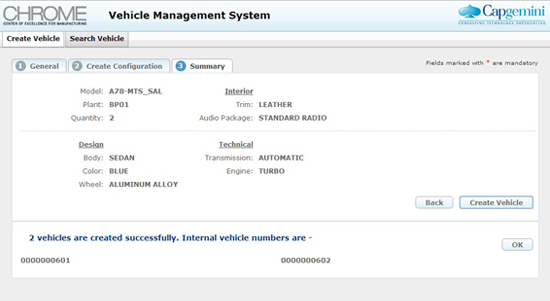 CHROME
CENTER OF EXCELLENCE FOR MANUFACTURING
Vehicle Management System
Capgemini
CONSULTING.TECHNOLOGY.OUTSOURCING
Create Vehicle Search Vehicle
1 General 2 Create Configuration 3 Summary
Fields marked with * are mandatory
Model: A78-MTS_SAL Interior
Plant: BP01 Trim: LEATHER
Quantity: 2 Audio Package: STANDARD RADIO
Design Technical
Body: SEDAN Transmission: AUTOMATIC
Color: BLUE Engine: TURBO
Wheel: ALUMINUM ALLOY
Back Create Vehicle
2 vehicles are created successfully. Internal vehicle numbers are -
OK
0000000601 0000000602